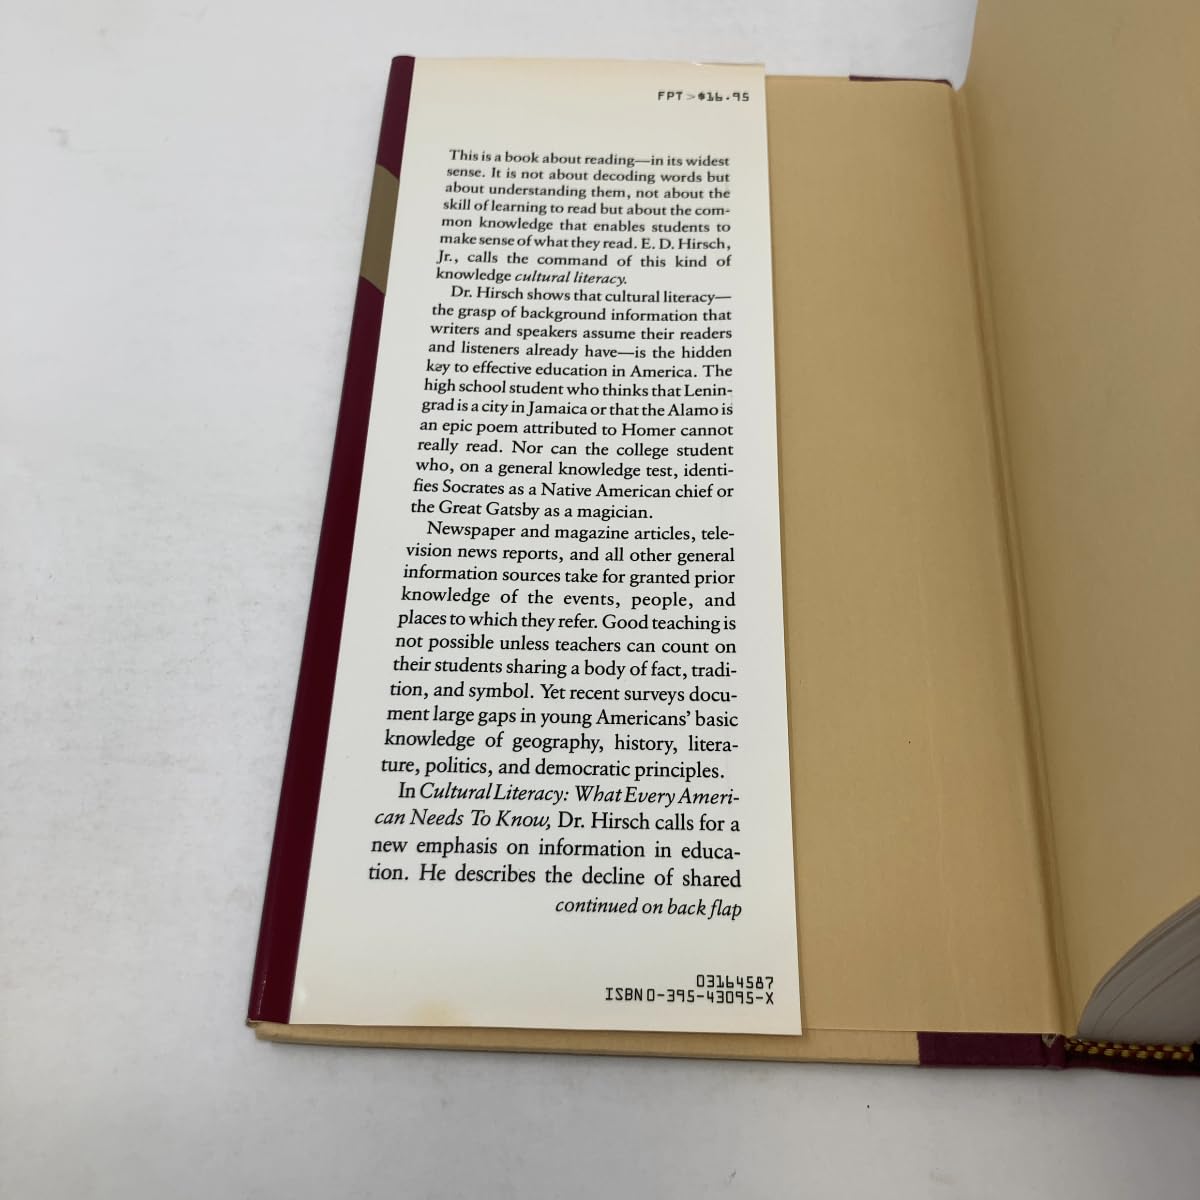 FPT>$16.95
This is a book about reading—in its widest
sense. It is not about decoding words but
about understanding them, not about the
skill of learning to read but about the com-
mon knowledge that enables students to
make sense of what they read. E. D. Hirsch,
Jr., calls the command of this kind of
knowledge cultural literacy.
Dr. Hirsch shows that cultural literacy—
the grasp of background information that
writers and speakers assume their readers
and listeners already have—is the hidden
key to effective education in America. The
high school student who thinks that Lenin-
grad is a city in Jamaica or that the Alamo is
an epic poem attributed to Homer cannot
really read. Nor can the college student
who, on a general knowledge test, identi-
fies Socrates as a Native American chief or
the Great Gatsby as a magician.
Newspaper and magazine articles, tele-
vision news reports, and all other general
information sources take for granted prior
knowledge of the events, people, and
places to which they refer. Good teaching is
not possible unless teachers can count on
their students sharing a body of fact, tradi-
tion, and symbol. Yet recent surveys docu-
ment large gaps in young Americans' basic
knowledge of geography, history, litera-
ture, politics, and democratic principles.
In Cultural Literacy: What Every Ameri-
can Needs To Know, Dr. Hirsch calls for a
new emphasis on information in educa-
tion. He describes the decline of shared
continued on back flap
03164587
ISBN 0-395-43095-X